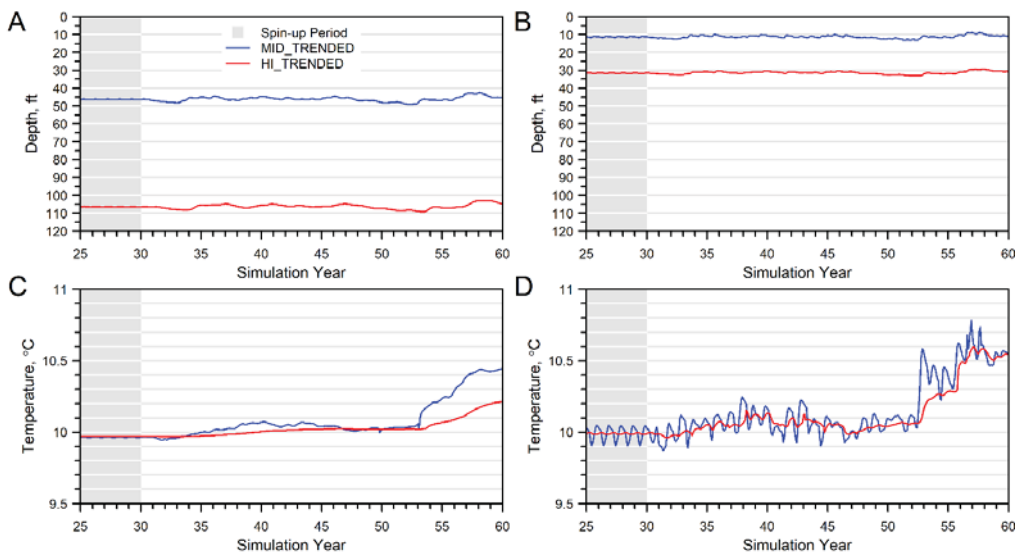 A
B
Spin-up Period
MID_TRENDED
HI_TRENDED
0
10
20
30
40
50
60
70
80
90
100
110
120
Depth, ft
25 30 35 40 45 50 55 60
Simulation Year
0
10
20
30
40
50
60
70
80
90
100
110
120
Depth, ft
25 30 35 40 45 50 55 60
Simulation Year
C
D
11
10.5
10
9.5
Temperature, °C
25 30 35 40 45 50 55 60
Simulation Year
11
10.5
10
9.5
Temperature, °C
25 30 35 40 45 50 55 60
Simulation Year